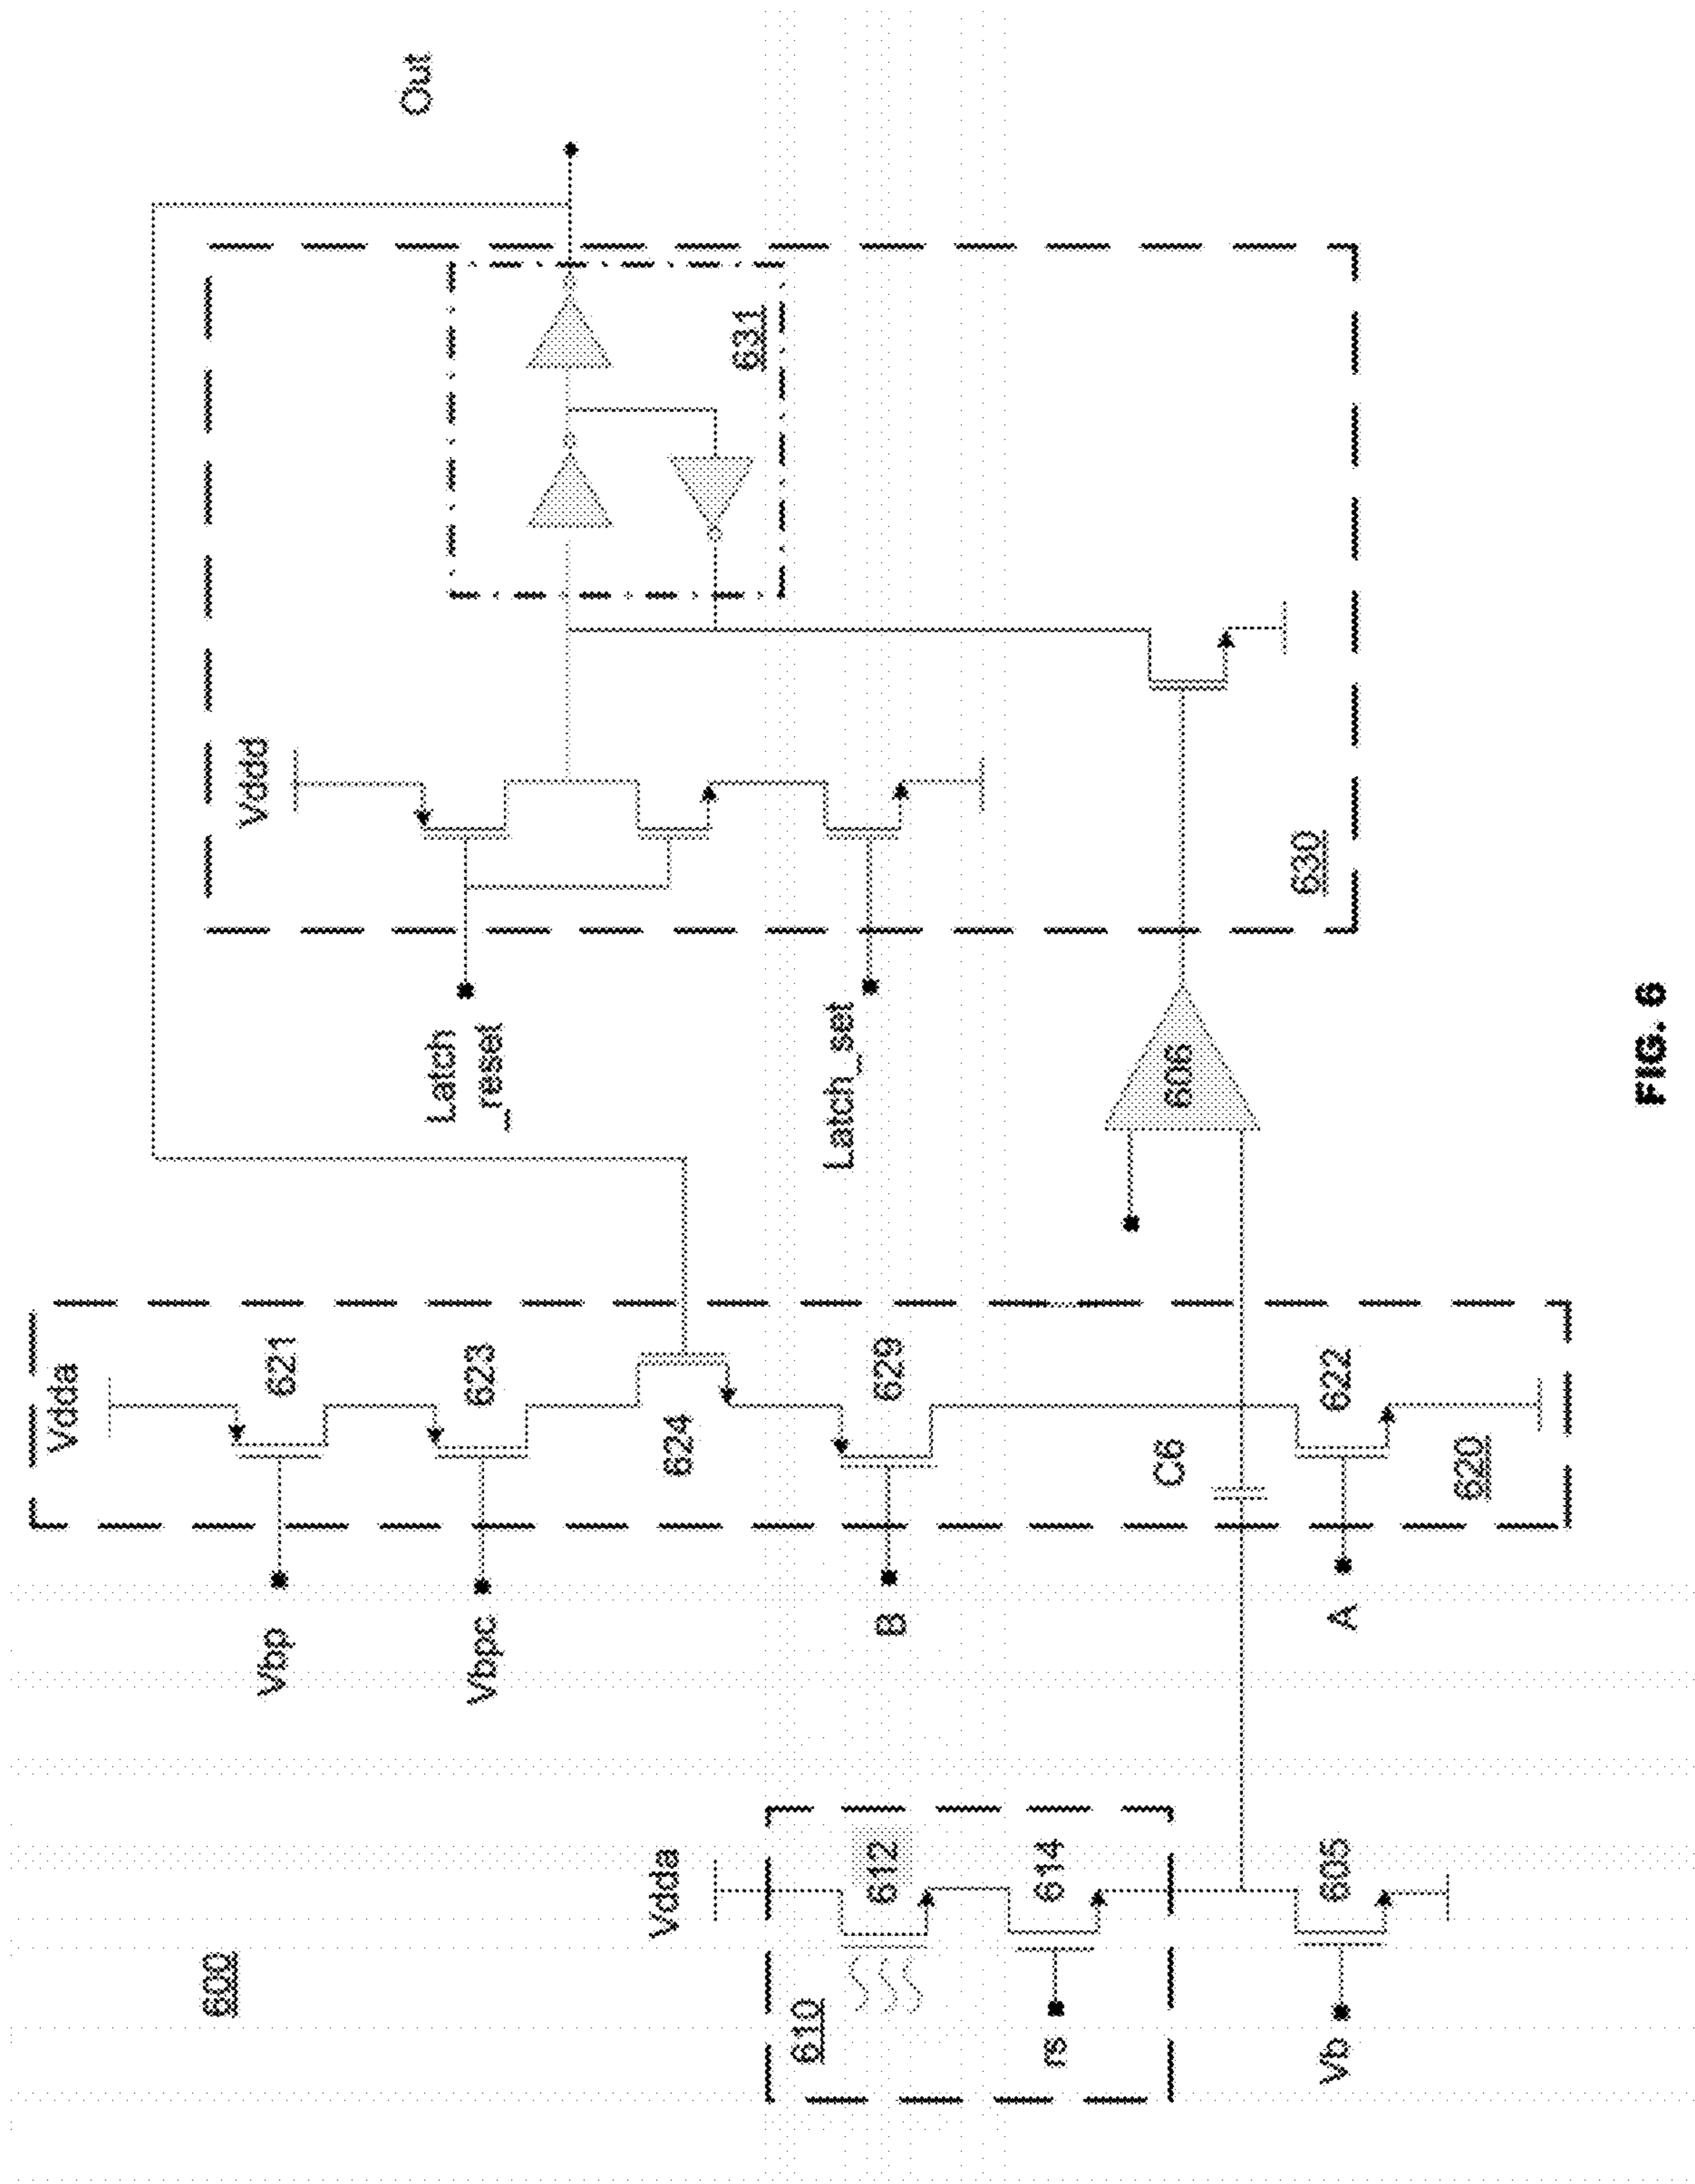 600
Vdda
610
612
rs
614
Vb
605
Vdda
Vbp
621
Vbpc
623
624
B
629
C6
A
622
620
606
Latch
_reset
Latch_set
Vddd
630
631
Out
FIG. 6